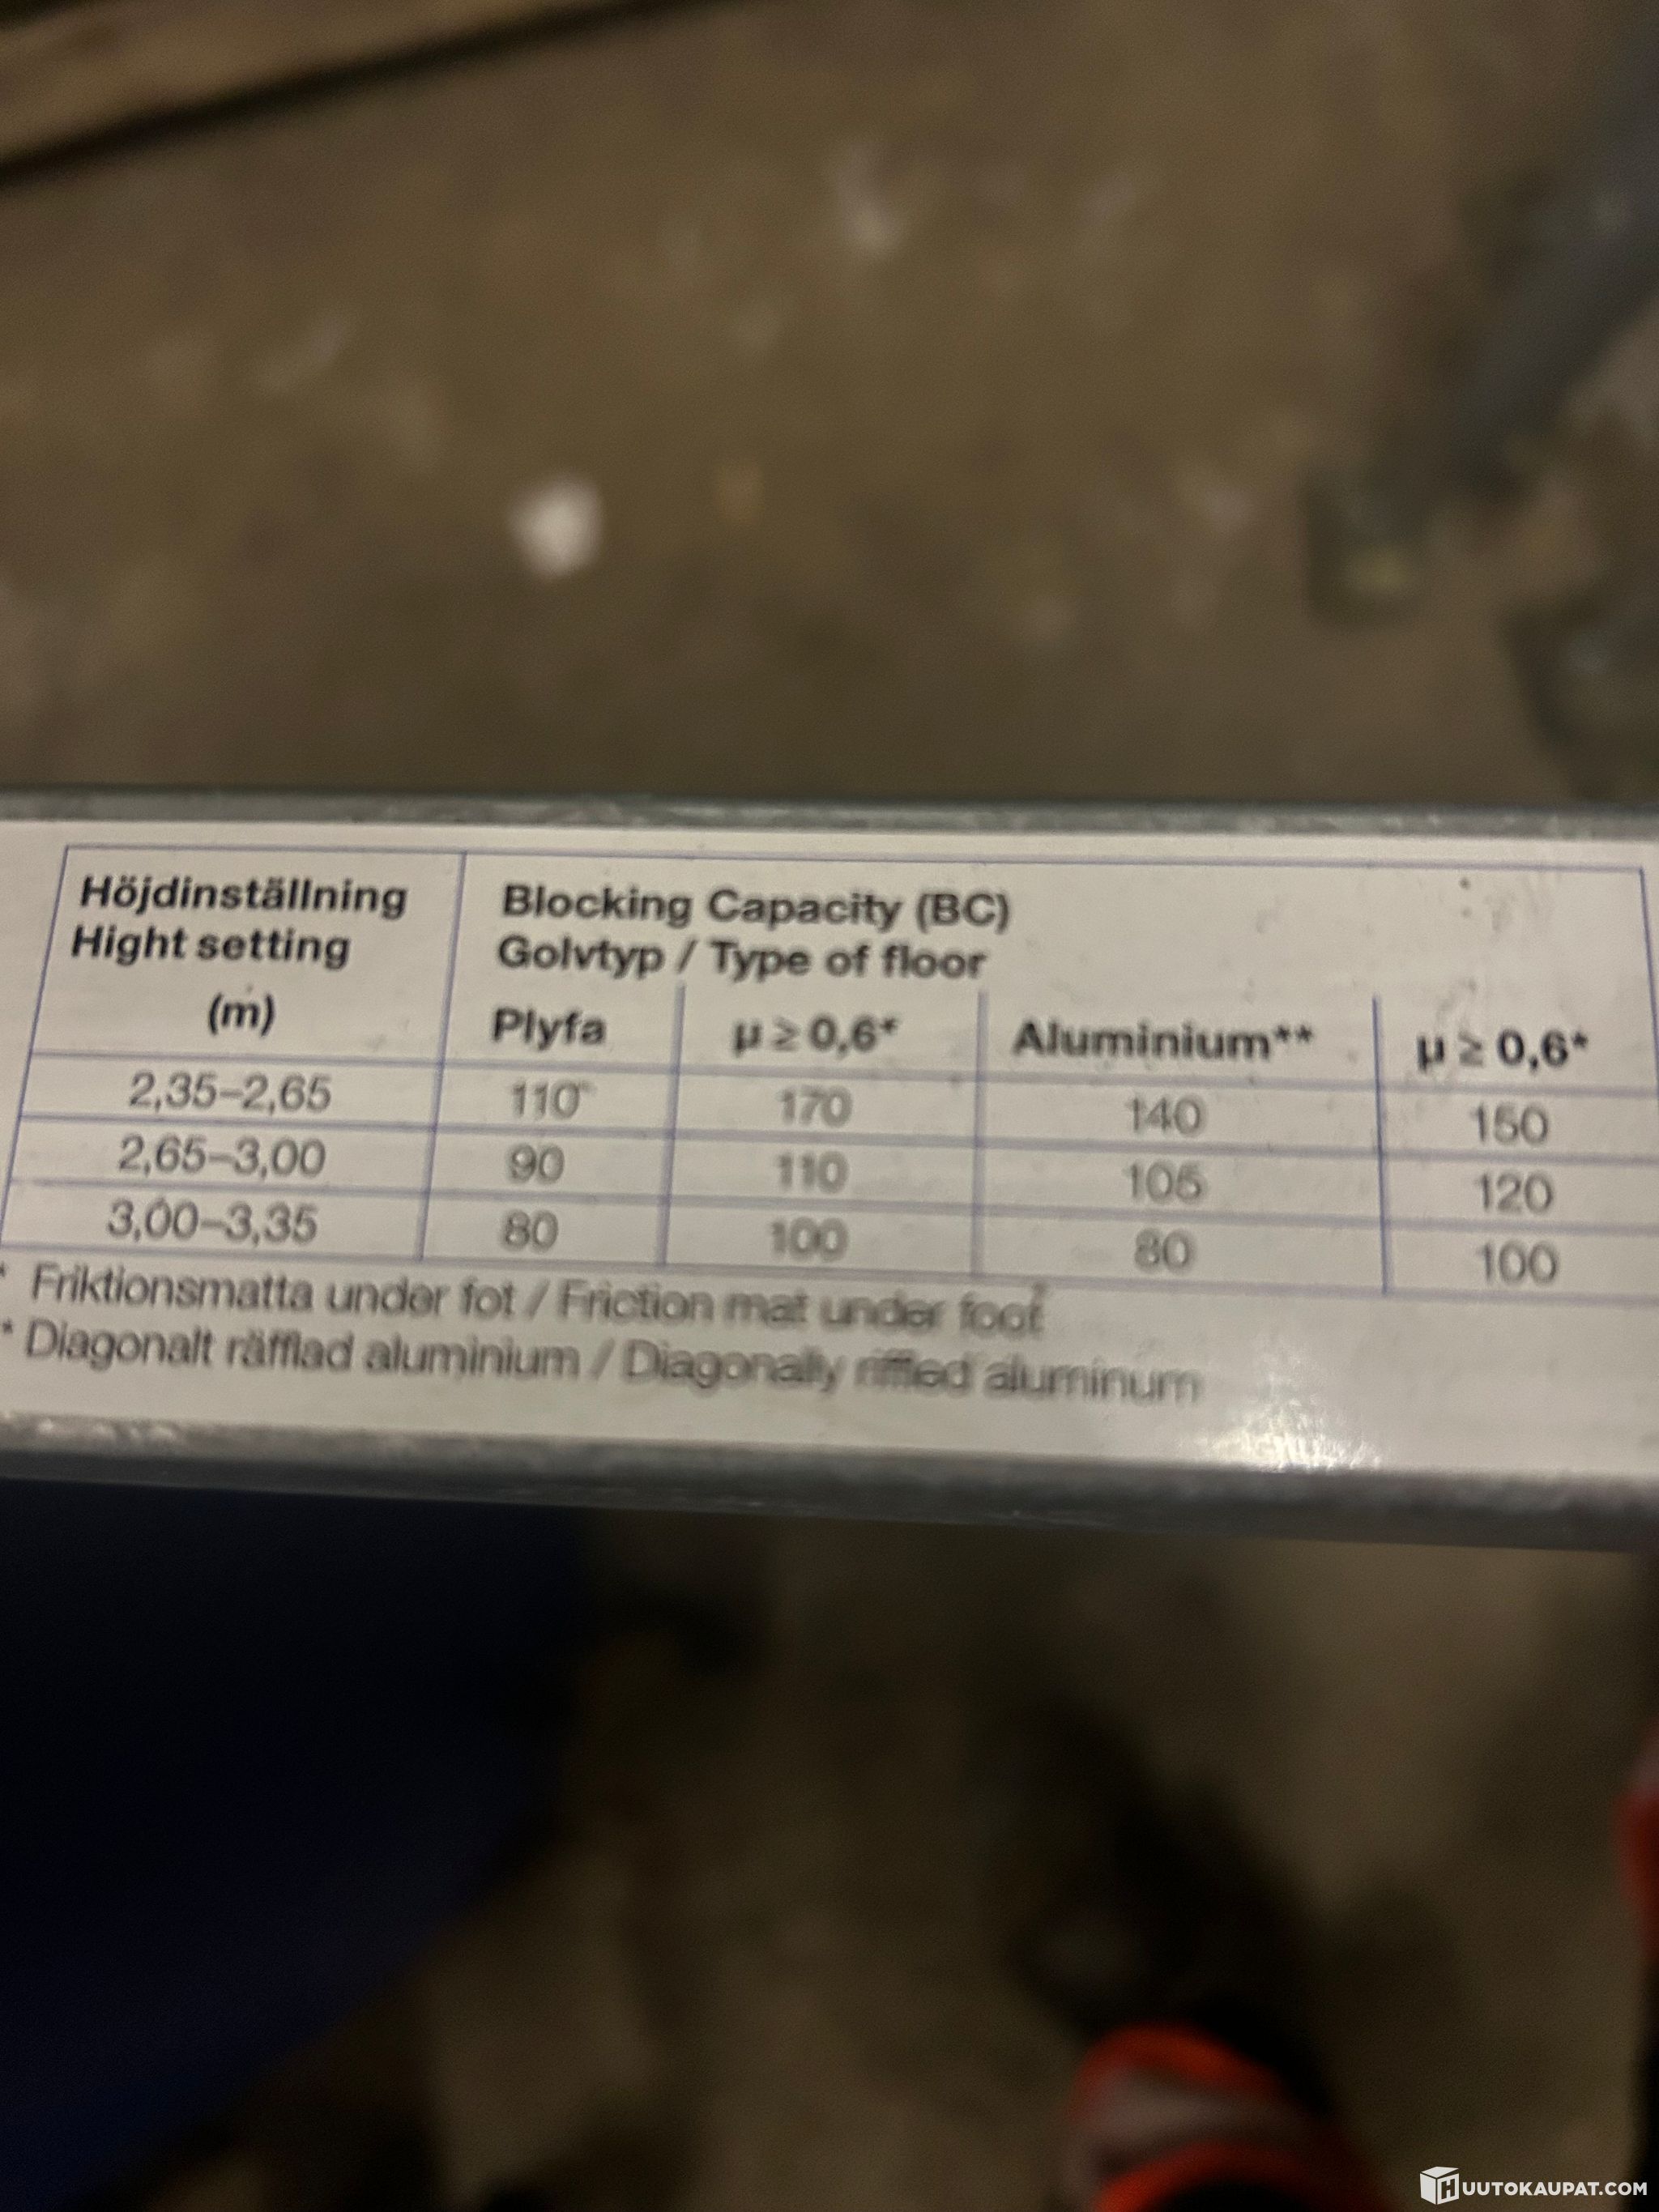 Höjdinställning
Hight setting
(m)
Blocking Capacity (BC)
Golvtyp / Type of floor
Plyfa μ ≥ 0,6* Aluminium** μ ≥ 0,6*
2,35–2,65 110 170 140 150
2,65–3,00 90 110 105 120
3,00–3,35 80 100 80 100
* Friktionsmatta under fot / Friction mat under foot
* Diagonalt räfflad aluminium / Diagonally riffled aluminum
HUUTOKAUPAT.COM